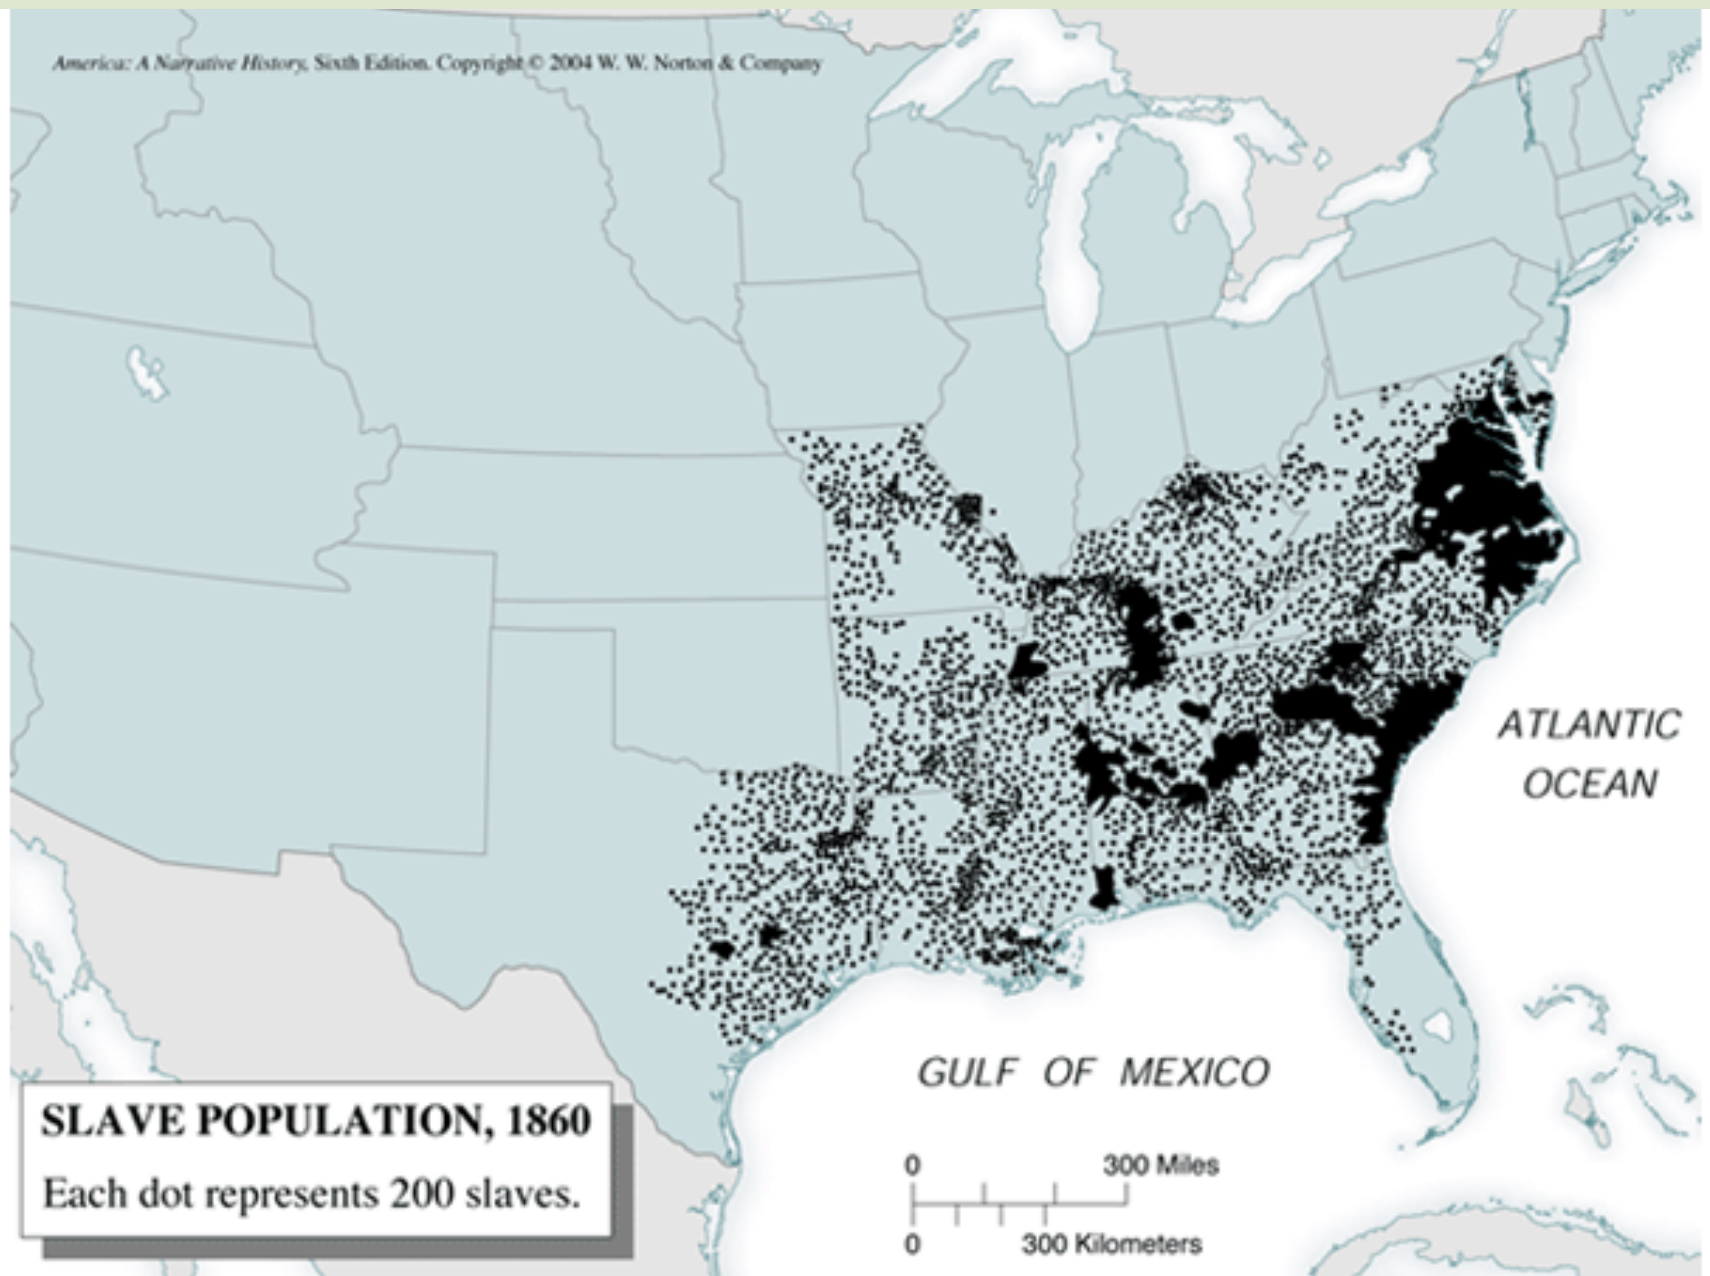 America: A Narrative History, Sixth Edition. Copyright © 2004 W. W. Norton & Company
ATLANTIC
OCEAN
GULF OF MEXICO
SLAVE POPULATION, 1860
Each dot represents 200 slaves.
0 300 Miles
0 300 Kilometers